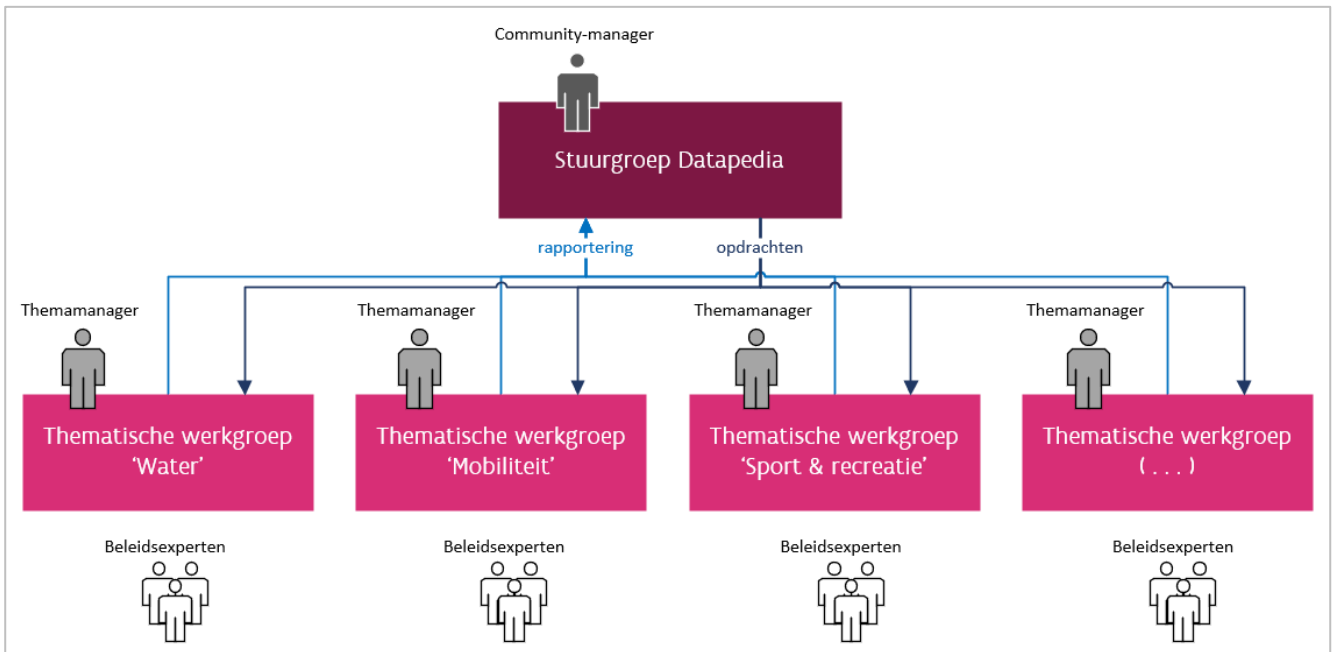 Community-manager
Stuurgroep Datapedia
rapportering
opdrachten
Themamanager
Themamanager
Themamanager
Themamanager
Thematische werkgroep
‘Water’
Thematische werkgroep
‘Mobiliteit’
Thematische werkgroep
‘Sport & recreatie’
Thematische werkgroep
( . . . )
Beleidsexperten
Beleidsexperten
Beleidsexperten
Beleidsexperten